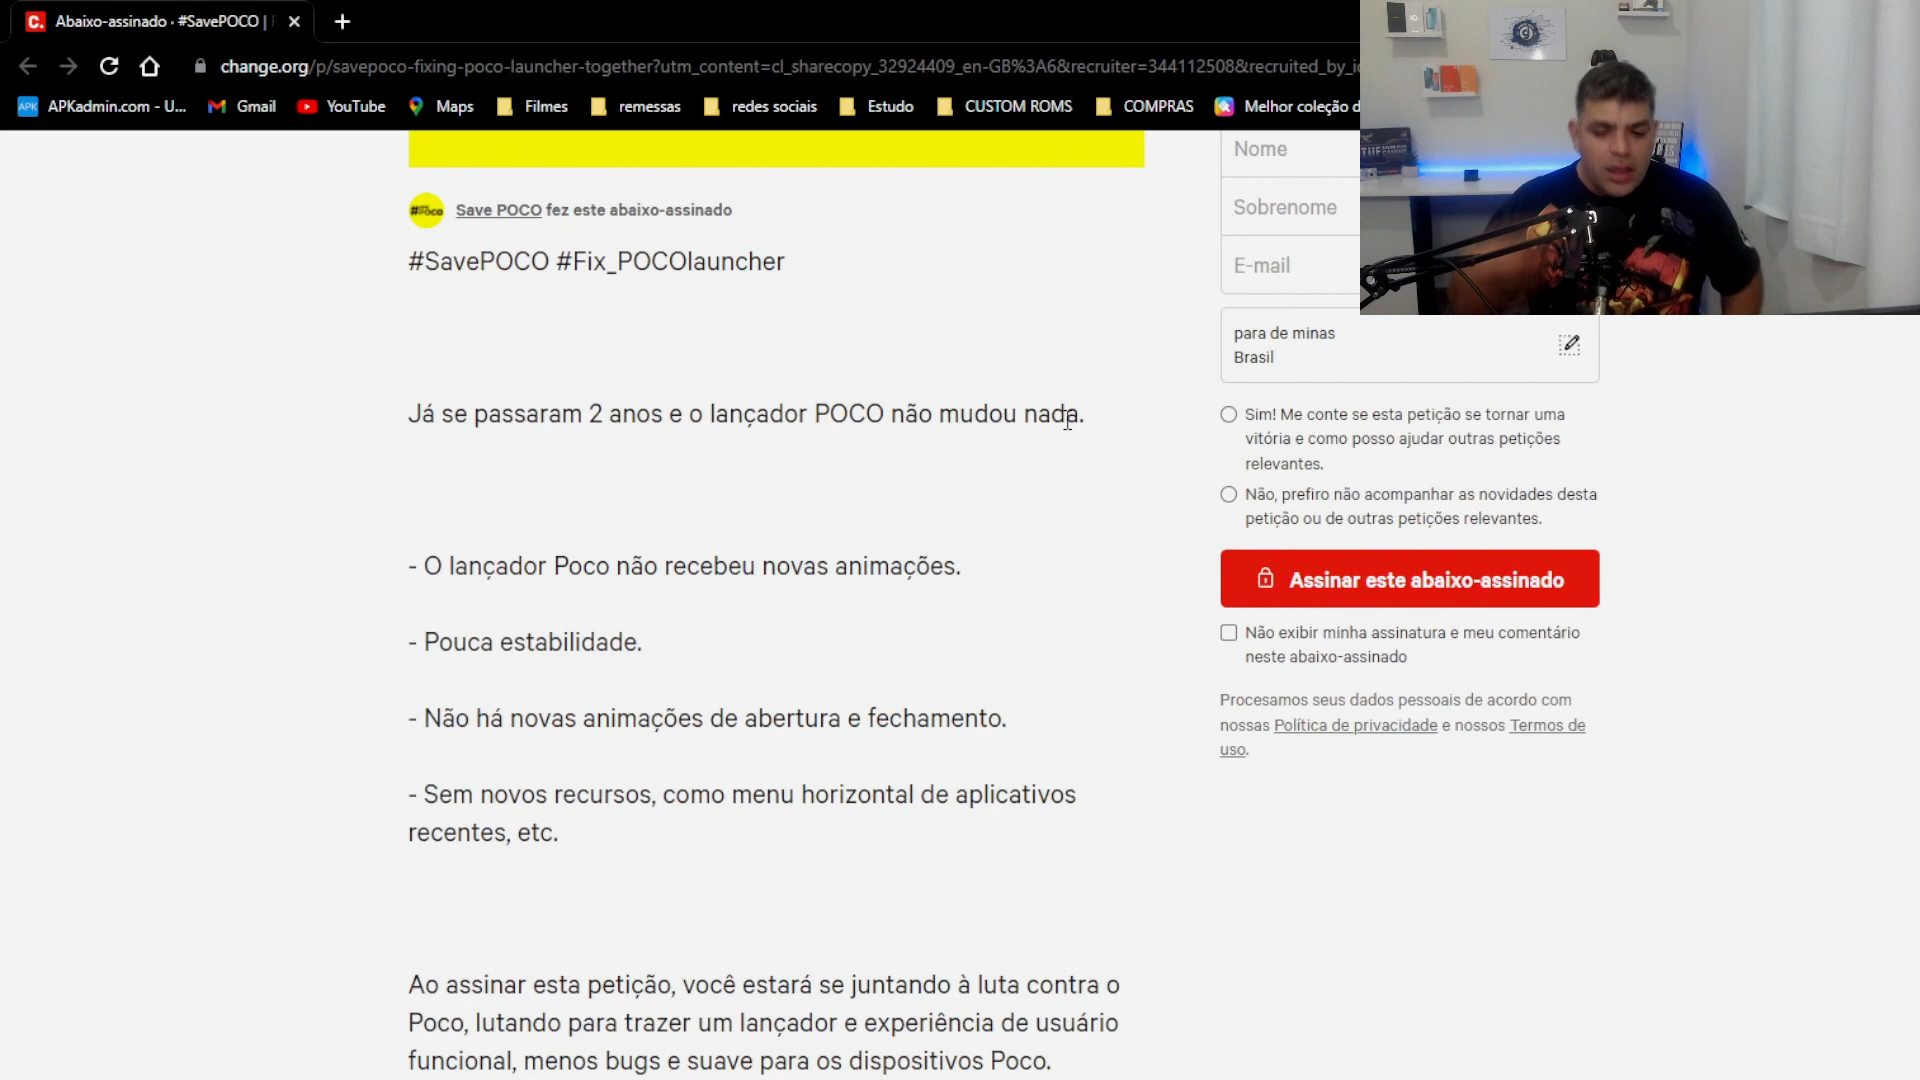 Abaixo-assinado · #SavePOCO |
change.org/p/savepoco-fixing-poco-launcher-together?utm_content=cl_sharecopy_32924409_en-GB%3A6&recruiter=344112508&recruited_by_i
APKadmin.com - U...
Gmail
YouTube
Maps
Filmes
remessas
redes sociais
Estudo
CUSTOM ROMS
COMPRAS
Melhor coleção d
Save POCO fez este abaixo-assinado
#SavePOCO #Fix_POCOlauncher
Já se passaram 2 anos e o lançador POCO não mudou nada.
- O lançador Poco não recebeu novas animações.
- Pouca estabilidade.
- Não há novas animações de abertura e fechamento.
- Sem novos recursos, como menu horizontal de aplicativos
recentes, etc.
Ao assinar esta petição, você estará se juntando à luta contra o
Poco, lutando para trazer um lançador e experiência de usuário
funcional, menos bugs e suave para os dispositivos Poco.
Nome
Sobrenome
E-mail
para de minas
Brasil
Sim! Me conte se esta petição se tornar uma
vitória e como posso ajudar outras petições
relevantes.
Não, prefiro não acompanhar as novidades desta
petição ou de outras petições relevantes.
Assinar este abaixo-assinado
Não exibir minha assinatura e meu comentário
neste abaixo-assinado
Procesamos seus dados pessoais de acordo com
nossas Política de privacidade e nossos Termos de
uso.